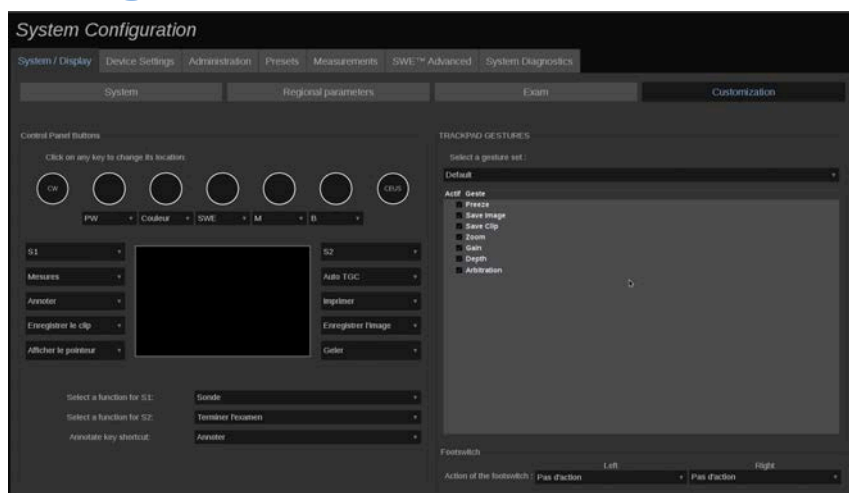 System Configuration
System / Display Device Settings Administration Presets Measurements SWE™ Advanced System Diagnostics
System Regional parameters Exam Customization
Control Panel Buttons
Click on any key to change its location:
CW CEUS
PW Couleur SWE M B
S1 S2
Mesures Auto TGC
Annoter Imprimer
Enregistrer le clip Enregistrer l'image
Afficher le pointeur Geler
Select a function for S1: Sonde
Select a function for S2: Terminer l'examen
Annotate key shortcut: Annoter
TRACKPAD GESTURES
Select a gesture set :
Default
Actif Geste
Freeze
Save Image
Save Clip
Zoom
Gain
Depth
Arbitration
Footswitch
Left Right
Action of the footswitch : Pas d'action Pas d'action